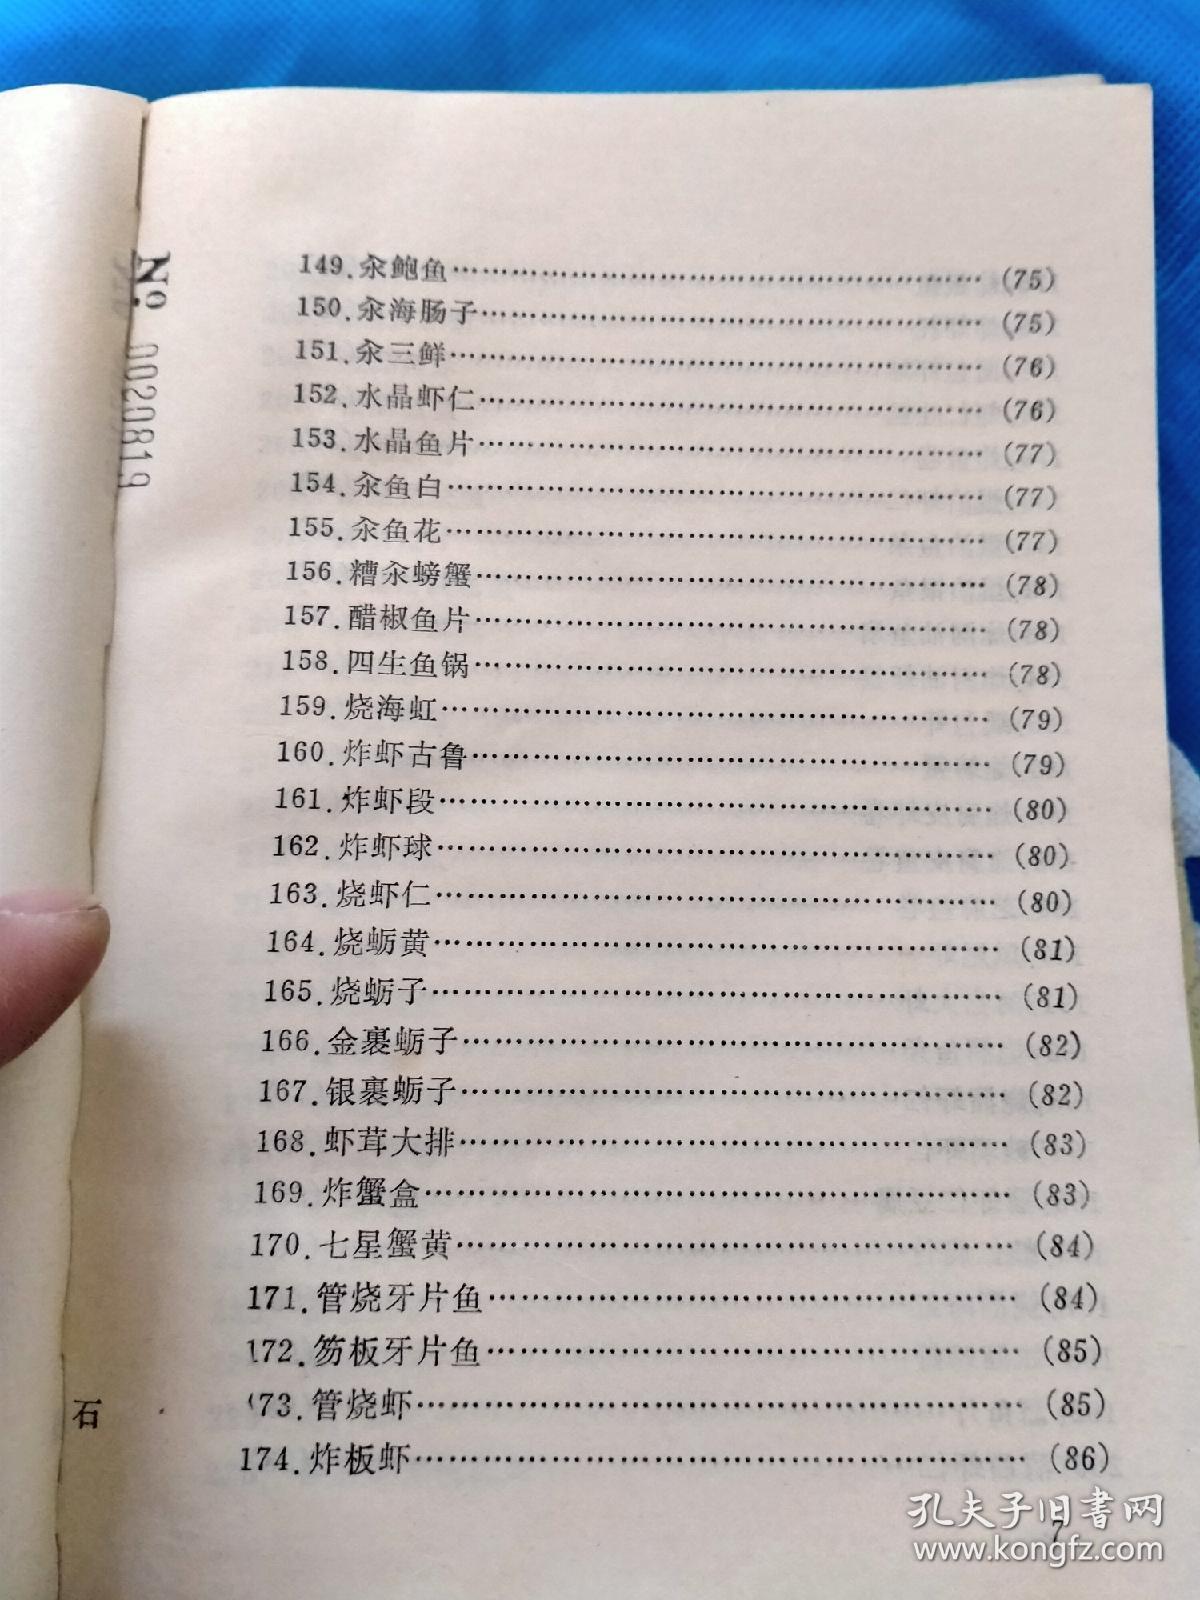 149.汆鲍鱼…………………………………………(75)
150.汆海肠子………………………………………(75)
151.汆三鲜…………………………………………(76)
152.水晶虾仁………………………………………(76)
153.水晶鱼片………………………………………(77)
154.汆鱼白…………………………………………(77)
155.汆鱼花…………………………………………(77)
156.糟汆螃蟹………………………………………(78)
157.醋椒鱼片………………………………………(78)
158.四生鱼锅………………………………………(78)
159.烧海虹…………………………………………(79)
160.炸虾古鲁………………………………………(79)
161.炸虾段…………………………………………(80)
162.炸虾球…………………………………………(80)
163.烧虾仁…………………………………………(80)
164.烧蛎黄…………………………………………(81)
165.烧蛎子…………………………………………(81)
166.金裹蛎子………………………………………(82)
167.银裹蛎子………………………………………(82)
168.虾茸大排………………………………………(83)
169.炸蟹盒…………………………………………(83)
170.七星蟹黄………………………………………(84)
171.管烧牙片鱼……………………………………(84)
172.笏板牙片鱼……………………………………(85)
173.管烧虾…………………………………………(85)
174.炸板虾…………………………………………(86)
7
№ 0020819
石
孔夫子旧书网
www.kongfz.com